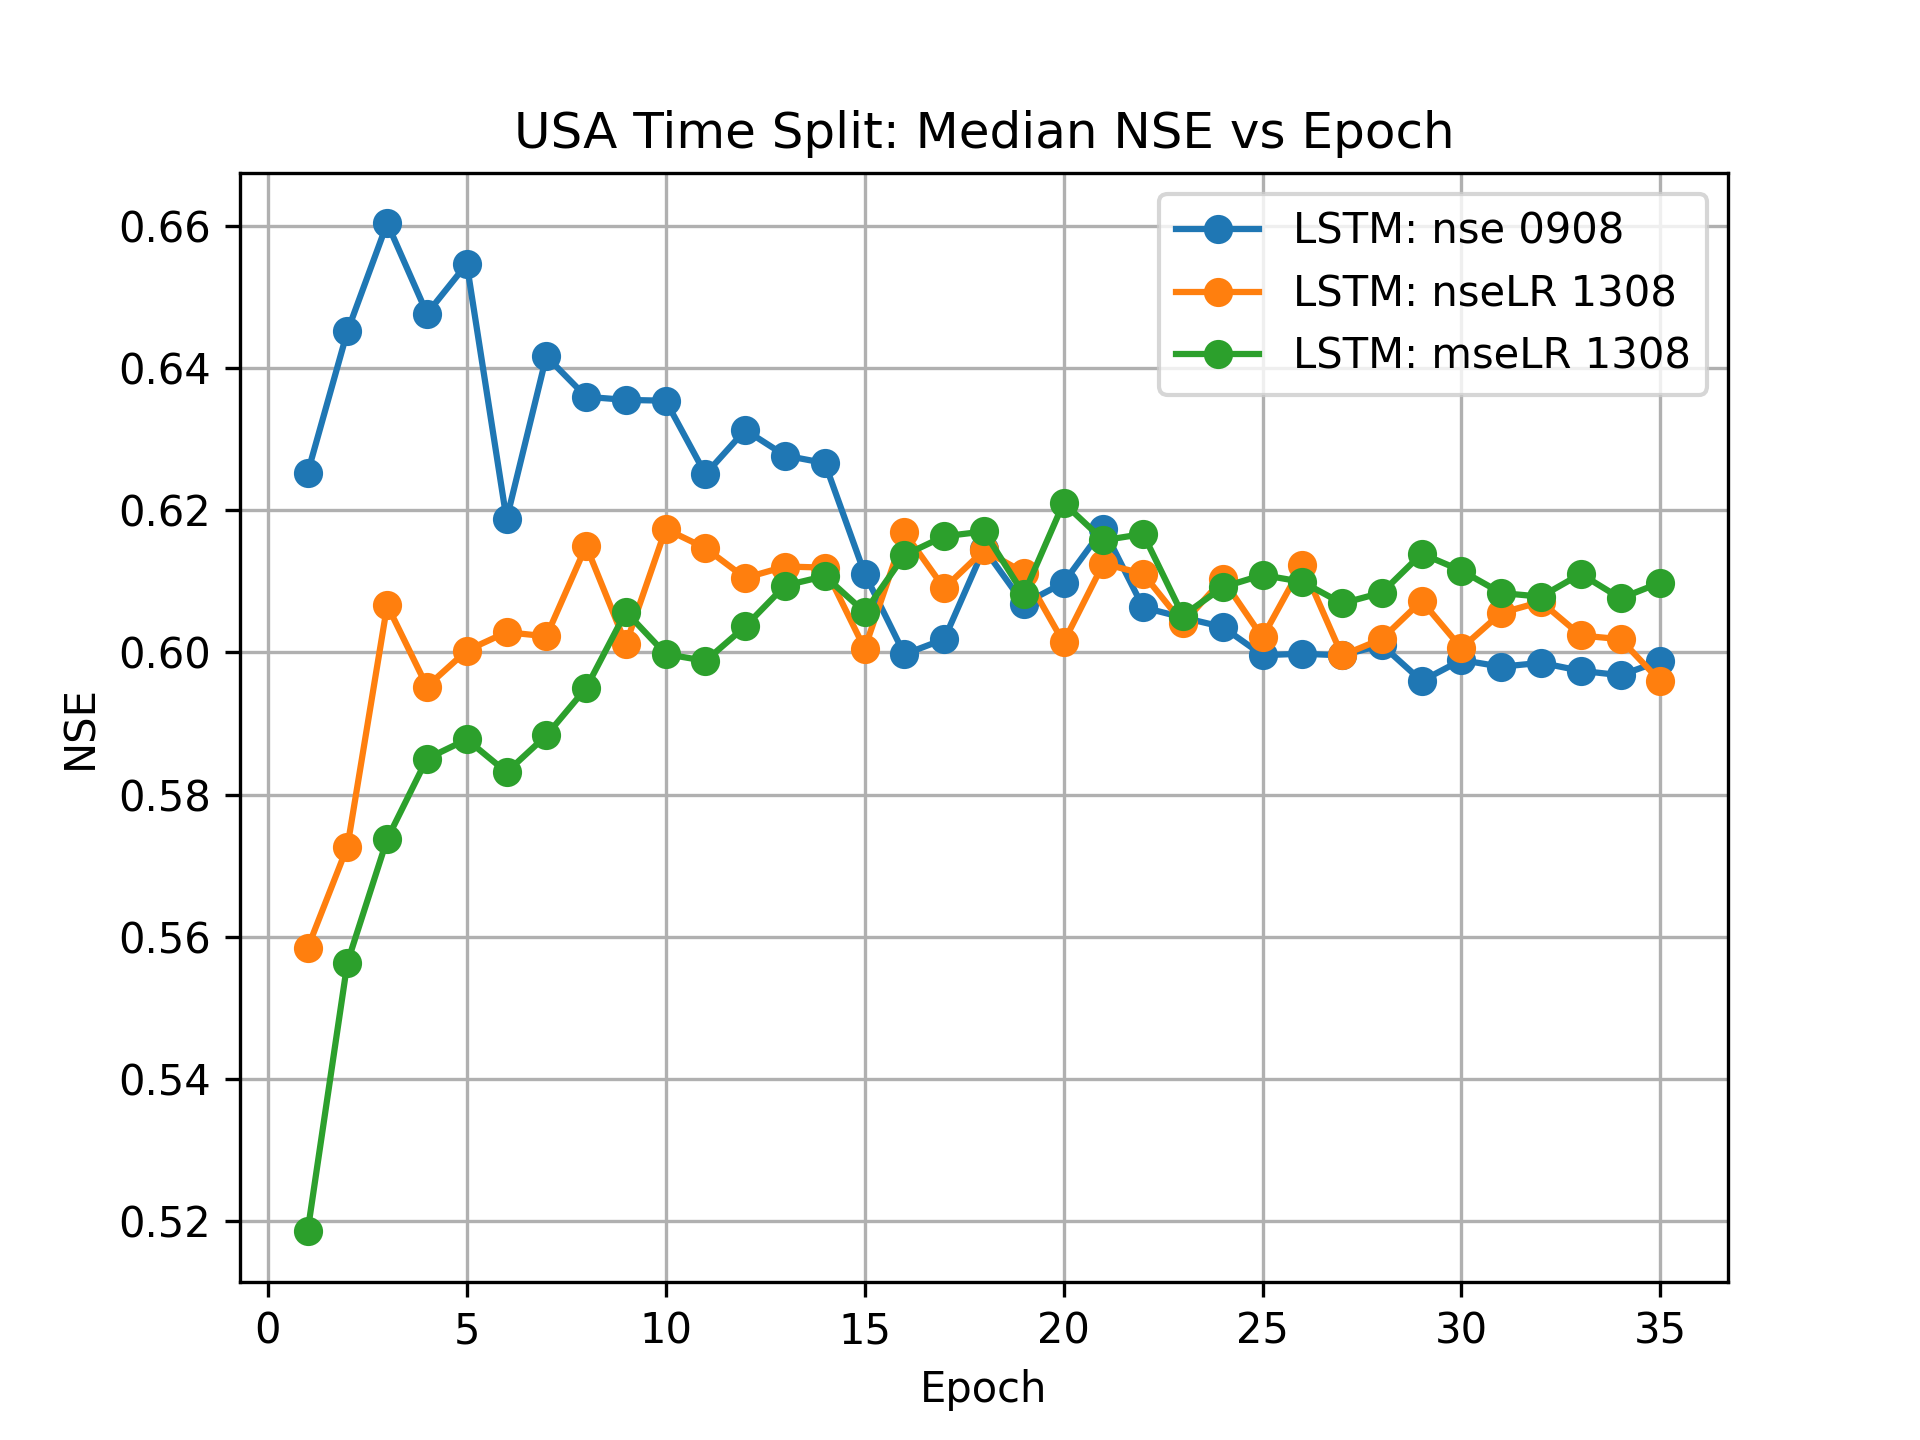 USA Time Split: Median NSE vs Epoch
LSTM: nse 0908
LSTM: nseLR 1308
LSTM: mseLR 1308
0.66
0.64
0.62
0.60
0.58
0.56
0.54
0.52
NSE
0 5 10 15 20 25 30 35
Epoch